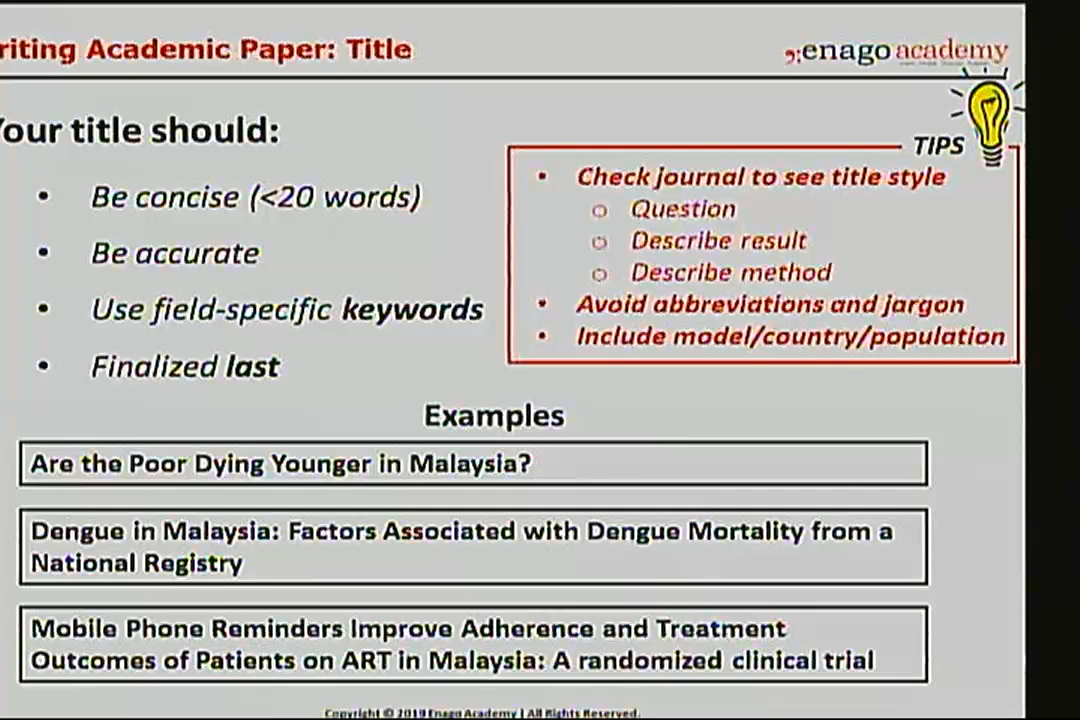 riting Academic Paper: Title
enago academy
our title should:
TIPS
• Be concise (<20 words)
• Be accurate
• Use field-specific keywords
• Finalized last
• Check journal to see title style
o Question
o Describe result
o Describe method
• Avoid abbreviations and jargon
• Include model/country/population
Examples
Are the Poor Dying Younger in Malaysia?
Dengue in Malaysia: Factors Associated with Dengue Mortality from a
National Registry
Mobile Phone Reminders Improve Adherence and Treatment
Outcomes of Patients on ART in Malaysia: A randomized clinical trial
Copyright © 2019 Enago Academy | All Rights Reserved.